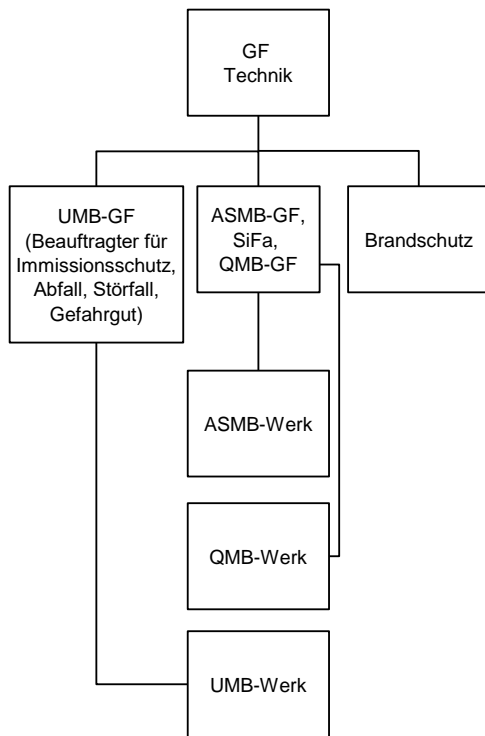 GF
Technik
UMB-GF
(Beauftragter für
Immissionsschutz,
Abfall, Störfall,
Gefahrgut)
ASMB-GF,
SiFa,
QMB-GF
Brandschutz
ASMB-Werk
QMB-Werk
UMB-Werk